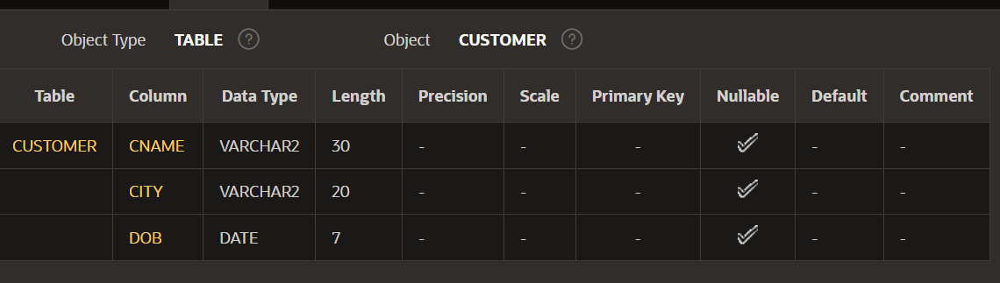 Object Type TABLE ? Object CUSTOMER ?
Table Column Data Type Length Precision Scale Primary Key Nullable Default Comment
CUSTOMER CNAME VARCHAR2 30 - - - ✓ - -
CITY VARCHAR2 20 - - - ✓ - -
DOB DATE 7 - - - ✓ - -